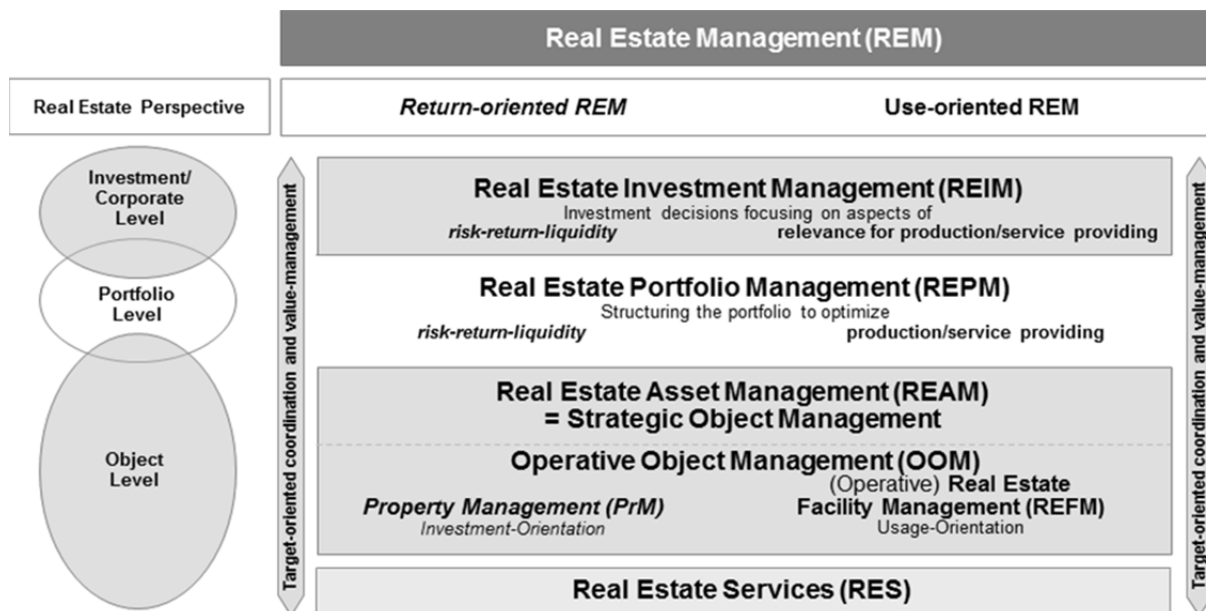 Real Estate Management (REM)
Real Estate Perspective
Return-oriented REM
Use-oriented REM
Investment/
Corporate
Level
Portfolio
Level
Object
Level
Target-oriented coordination and value-management
Real Estate Investment Management (REIM)
Investment decisions focusing on aspects of
risk-return-liquidity
relevance for production/service providing
Real Estate Portfolio Management (REPM)
Structuring the portfolio to optimize
risk-return-liquidity
production/service providing
Real Estate Asset Management (REAM)
= Strategic Object Management
Operative Object Management (OOM)
Property Management (PrM)
Investment-Orientation
(Operative) Real Estate
Facility Management (REFM)
Usage-Orientation
Real Estate Services (RES)
Target-oriented coordination and value-management